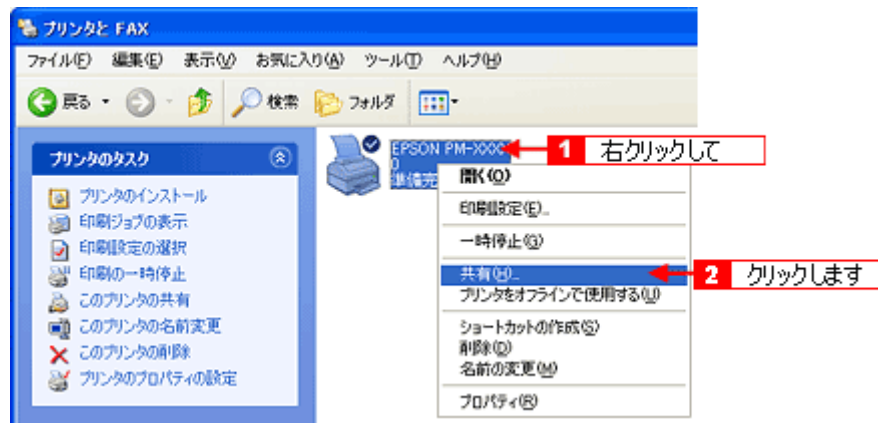 プリンタと FAX
ファイル(F) 編集(E) 表示(V) お気に入り(A) ツール(T) ヘルプ(H)
戻る 検索 フォルダ
プリンタのタスク
プリンタのインストール
印刷ジョブの表示
印刷設定の選択
印刷の一時停止
このプリンタの共有
このプリンタの名前変更
このプリンタの削除
プリンタのプロパティの設定
EPSON PM-XXXC
0
準備完
1 右クリックして
開く(O)
印刷設定(E)...
一時停止(G)
共有(H)...
2 クリックします
プリンタをオフラインで使用する(U)
ショートカットの作成(S)
削除(D)
名前の変更(M)
プロパティ(R)